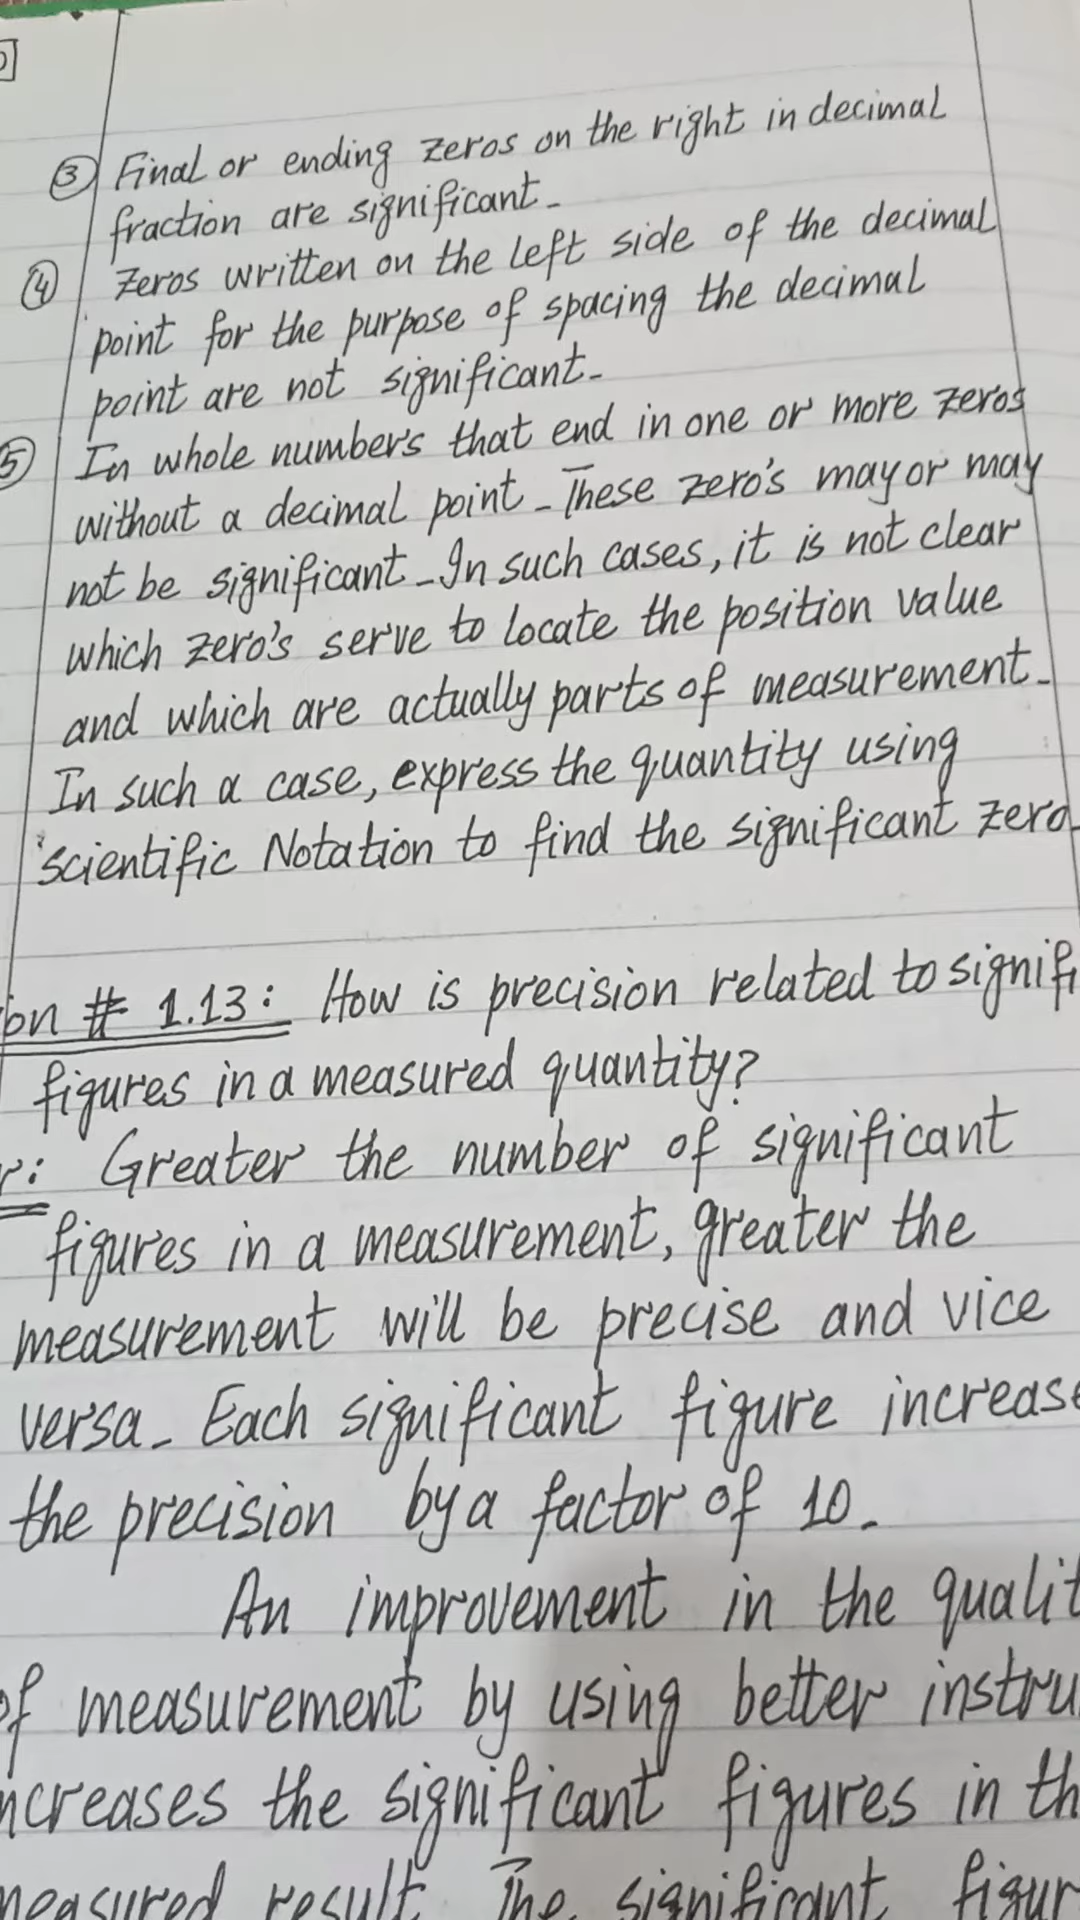 ③ Final or ending zeros on the right in decimal
fraction are significant.
④ Zeros written on the left side of the decimal
point for the purpose of spacing the decimal
point are not significant.
⑤ In whole numbers that end in one or more zeros
without a decimal point. These zero's may or may
not be significant. In such cases, it is not clear
which zero's serve to locate the position value
and which are actually parts of measurement.
In such a case, express the quantity using
scientific Notation to find the significant zero.
on # 1.13: How is precision related to signifi
figures in a measured quantity?
r: Greater the number of significant
figures in a measurement, greater the
measurement will be precise and vice
versa. Each significant figure increase
the precision by a factor of 10.
An improvement in the qualit
of measurement by using better instru
ncreases the significant figures in th
measured result. The significant figur